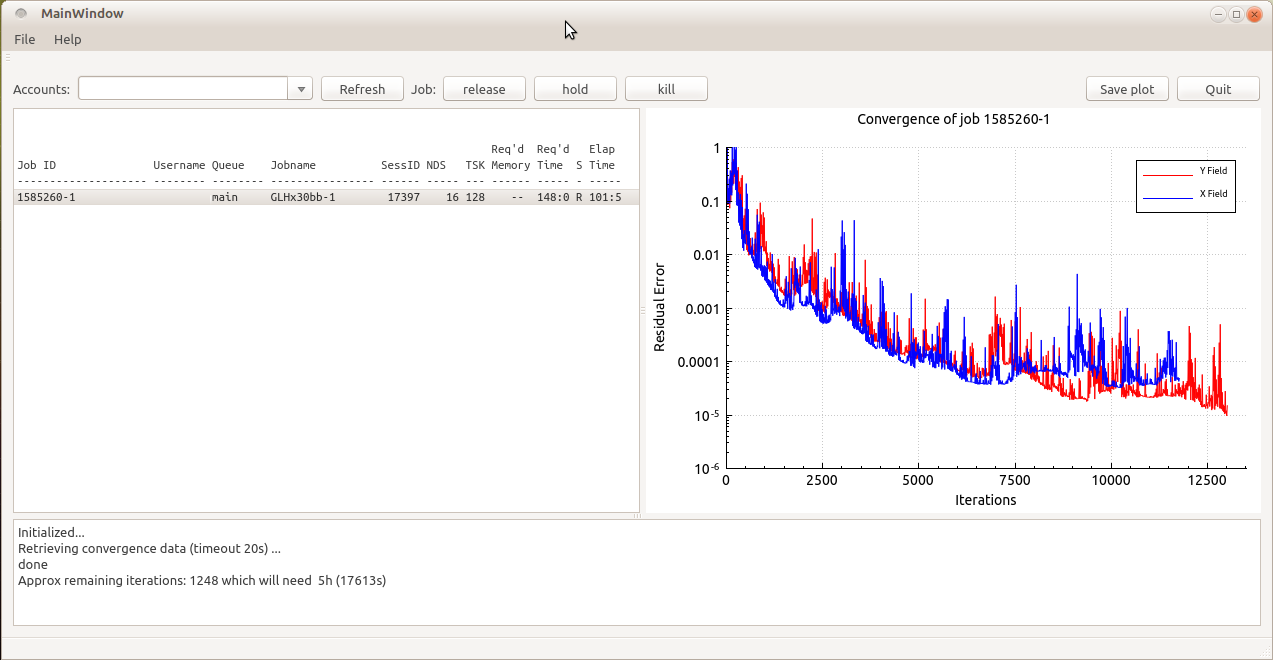 MainWindow
File Help
Accounts: Refresh Job: release hold kill Save plot Quit
Req'd Req'd Elap
Job ID Username Queue Jobname SessID NDS TSK Memory Time S Time
-------------------- -------- -------- ---------------- ------ ----- --- ------ ----- - -----
1585260-1 main GLHx30bb-1 17397 16 128 -- 148:0 R 101:5
Convergence of job 1585260-1
Y Field
X Field
Residual Error
1
0.1
0.01
0.001
0.0001
10-5
10-6
0 2500 5000 7500 10000 12500
Iterations
Initialized...
Retrieving convergence data (timeout 20s) ...
done
Approx remaining iterations: 1248 which will need  5h (17613s)